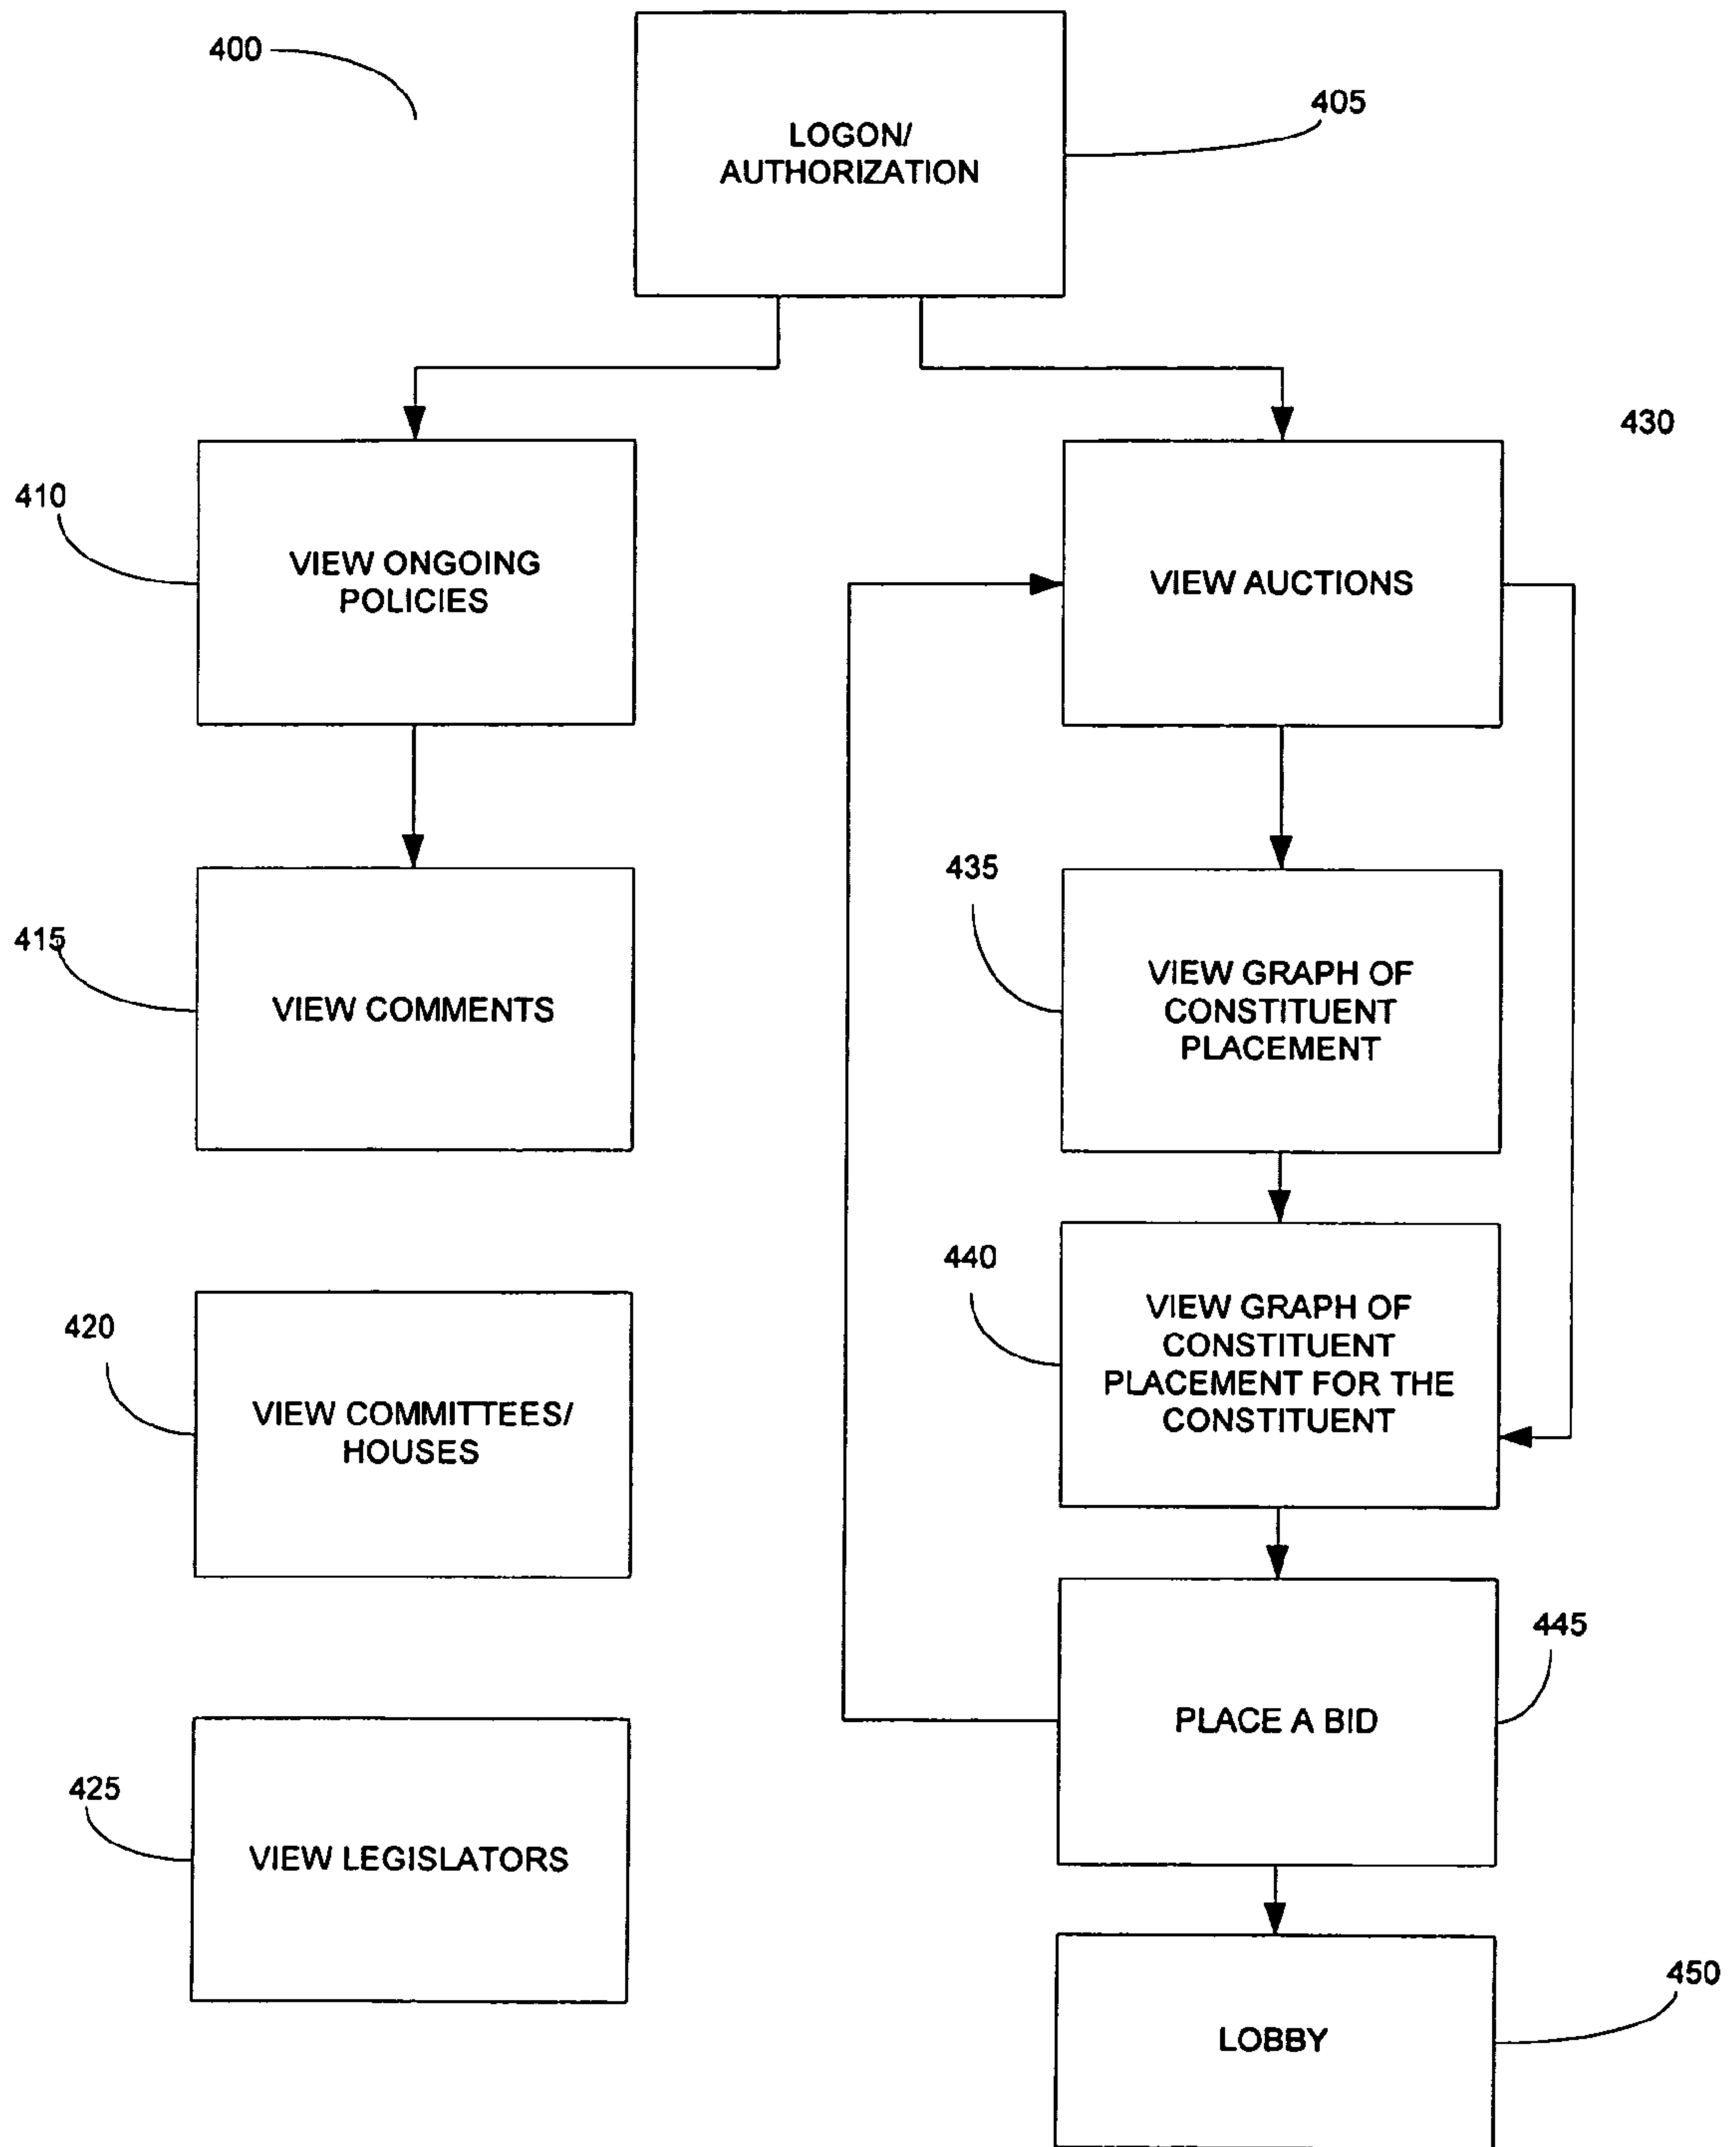 400
LOGON/
AUTHORIZATION
405
410
VIEW ONGOING
POLICIES
430
VIEW AUCTIONS
415
VIEW COMMENTS
435
VIEW GRAPH OF
CONSTITUENT
PLACEMENT
420
VIEW COMMITTEES/
HOUSES
440
VIEW GRAPH OF
CONSTITUENT
PLACEMENT FOR THE
CONSTITUENT
425
VIEW LEGISLATORS
445
PLACE A BID
450
LOBBY